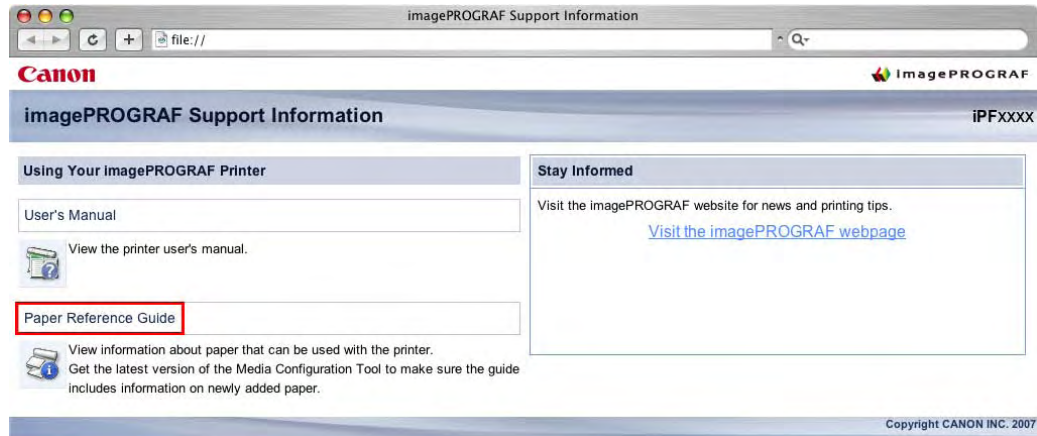 imagePROGRAF Support Information
file://
Canon
imagePROGRAF
imagePROGRAF Support Information
iPFxxxx
Using Your imagePROGRAF Printer
User's Manual
View the printer user's manual.
Paper Reference Guide
View information about paper that can be used with the printer.
Get the latest version of the Media Configuration Tool to make sure the guide
includes information on newly added paper.
Stay Informed
Visit the imagePROGRAF website for news and printing tips.
Visit the imagePROGRAF webpage
Copyright CANON INC. 2007